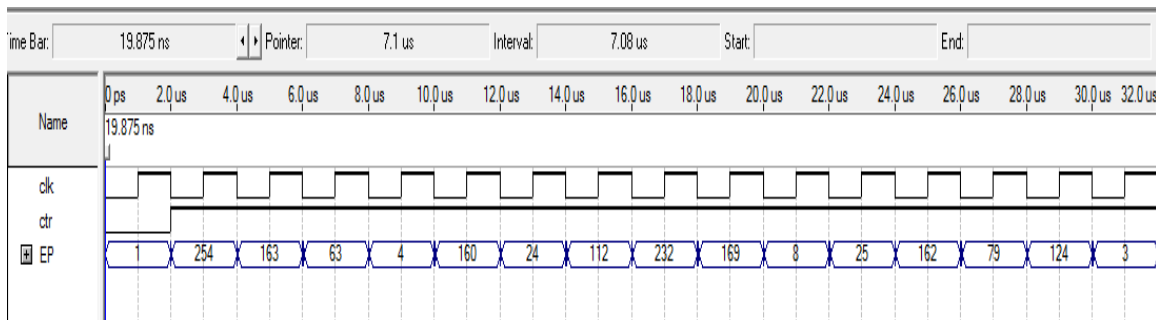 ime Bar: 19.875 ns Pointer: 7.1 us Interval: 7.08 us Start: End:
Name 0 ps 2.0 us 4.0 us 6.0 us 8.0 us 10.0 us 12.0 us 14.0 us 16.0 us 18.0 us 20.0 us 22.0 us 24.0 us 26.0 us 28.0 us 30.0 us 32.0 us
19.875 ns
clk
ctr
EP 1 254 163 63 4 160 24 112 232 169 8 25 162 79 124 3